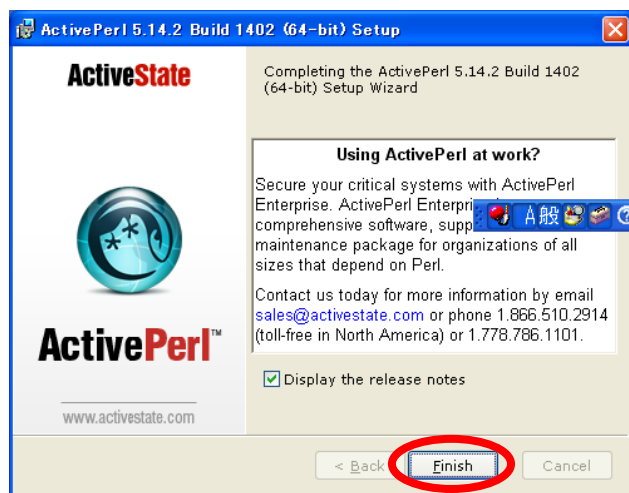 ActivePerl 5.14.2 Build 1402 (64-bit) Setup
ActiveState
Completing the ActivePerl 5.14.2 Build 1402
(64-bit) Setup Wizard
Using ActivePerl at work?
Secure your critical systems with ActivePerl
Enterprise. ActivePerl
comprehensive software,
maintenance package for organizations of all
sizes that depend on Perl.
Contact us today for more information by email
sales@activestate.com or phone 1.866.510.2914
(toll-free in North America) or 1.778.786.1101.
A般
ActivePerl™
Display the release notes
www.activestate.com
< Back
Finish
Cancel